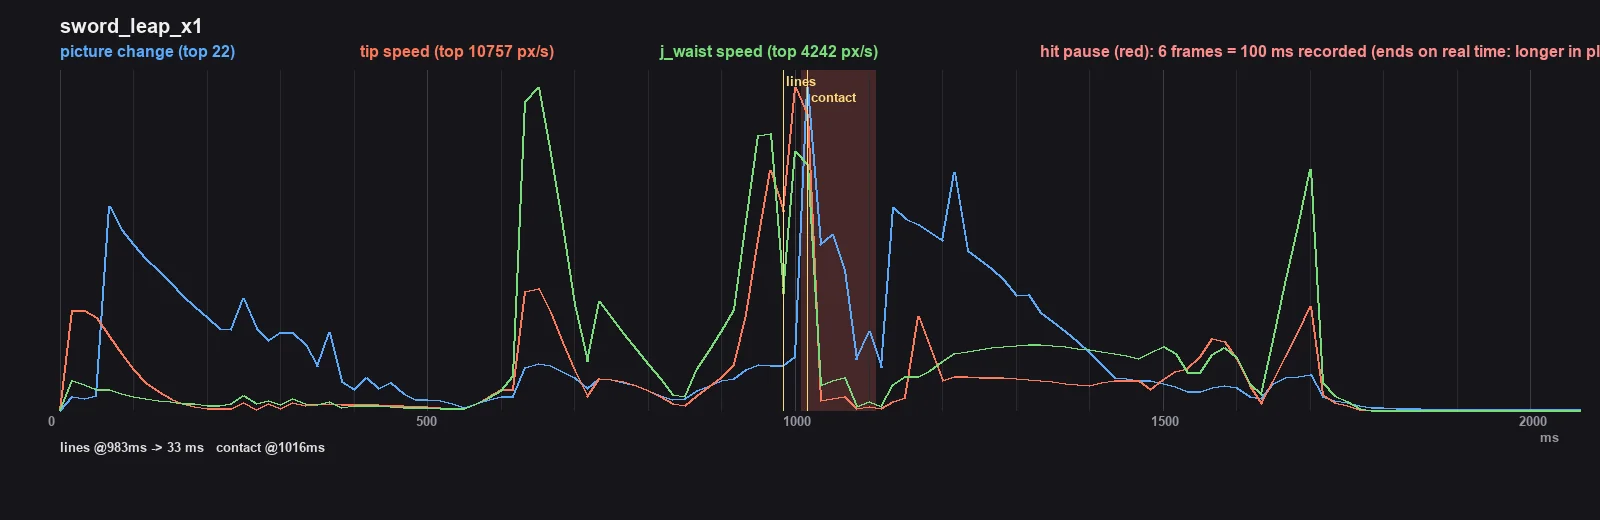 sword_leap_x1
picture change (top 22) tip speed (top 10757 px/s) j_waist speed (top 4242 px/s) hit pause (red): 6 frames = 100 ms recorded (ends on real time: longer in pl
lines
contact
0 500 1000 1500 2000
ms
lines @983ms -> 33 ms contact @1016ms